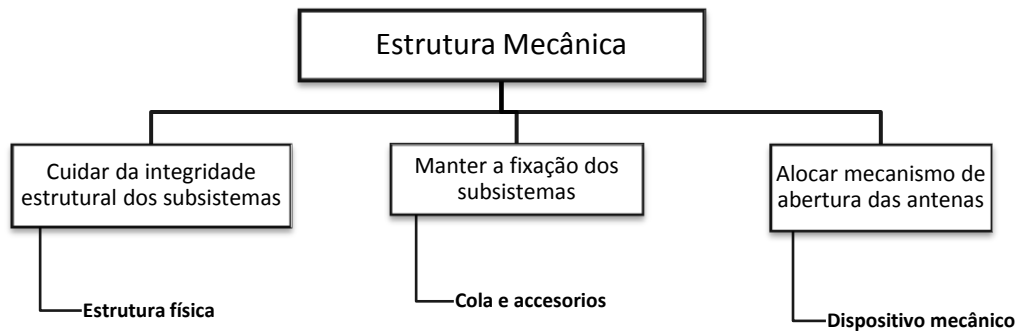 Estrutura Mecânica
Cuidar da integridade
estrutural dos subsistemas
Manter a fixação dos
subsistemas
Alocar mecanismo de
abertura das antenas
Estrutura física
Cola e accesorios
Dispositivo mecânico